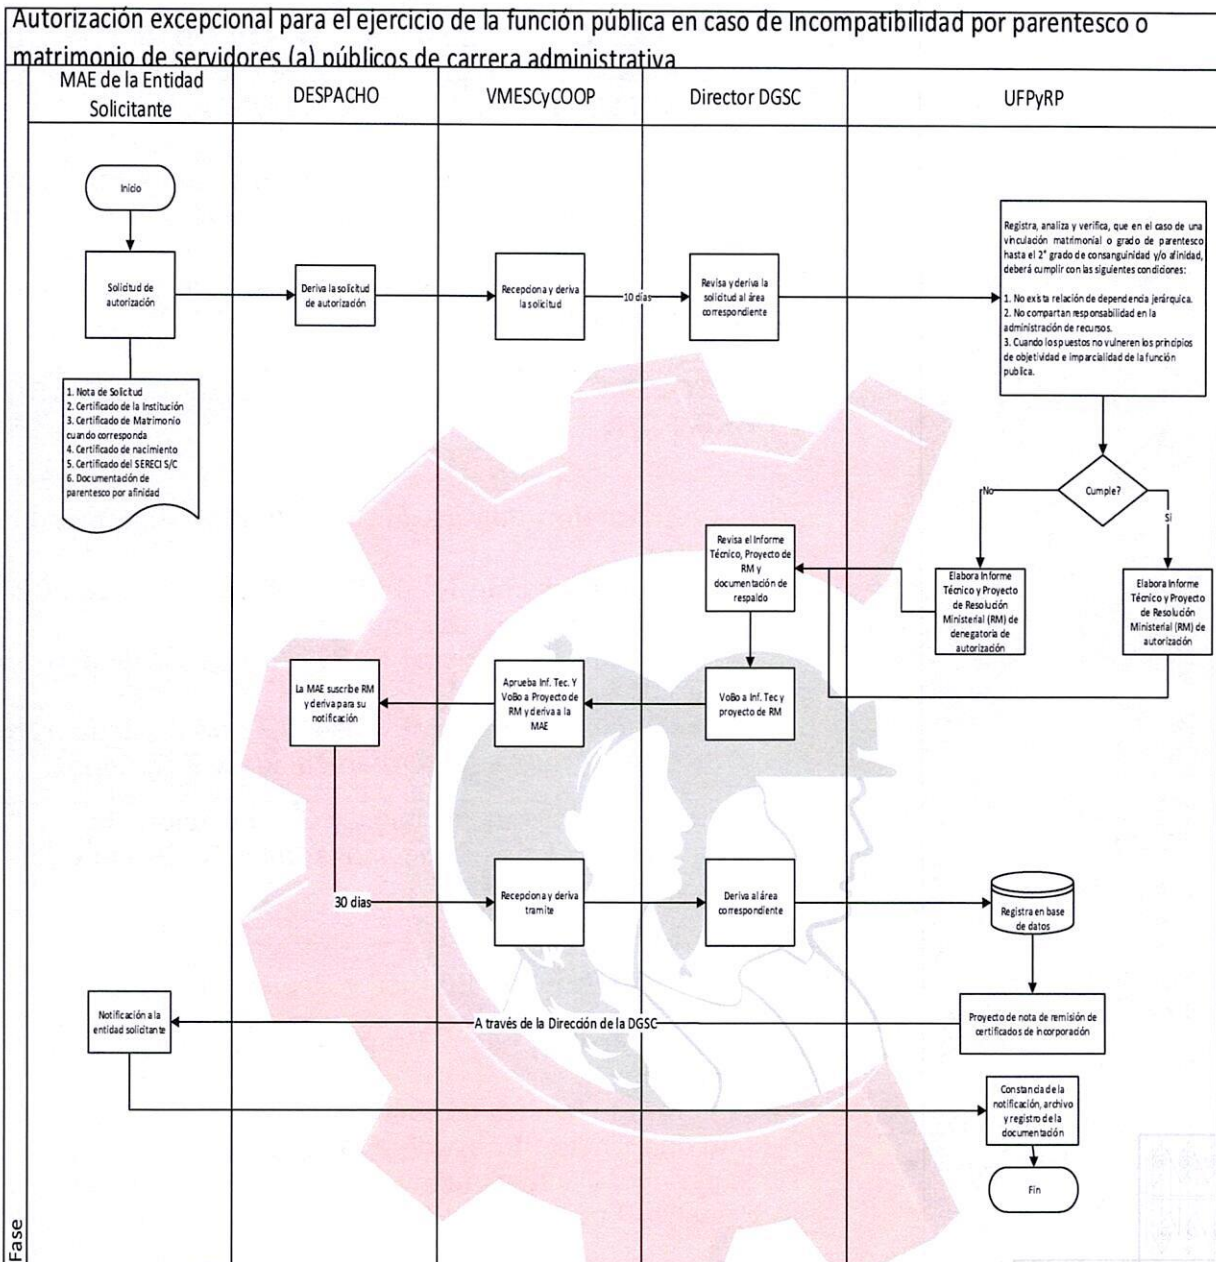 Autorización excepcional para el ejercicio de la función pública en caso de Incompatibilidad por parentesco o
matrimonio de servidores (a) públicos de carrera administrativa
MAE de la Entidad
Solicitante
DESPACHO
VMESCyCOOP
Director DGSC
UFPyRP
Inicio
Solicitud de
autorización
Deriva la solicitud
de autorización
Recepciona y deriva
la solicitud
10 días
Revisa y deriva la
solicitud al área
correspondiente
Registra, analiza y verifica, que en el caso de una
vinculación matrimonial o grado de parentesco
hasta el 2° grado de consanguinidad y/o afinidad,
deberá cumplir con las siguientes condiciones:
1. No exista relación de dependencia jerárquica.
2. No compartan responsabilidad en la
administración de recursos.
3. Cuando los puestos no vulneren los principios
de objetividad e imparcialidad de la función
publica.
1. Nota de Solicitud
2. Certificado de la Institución
3. Certificado de Matrimonio
cuando corresponda
4. Certificado de nacimiento
5. Certificado del SERECI S/C
6. Documentación de
parentesco por afinidad
Cumple?
No
Si
Revisa el Informe
Técnico, Proyecto de
RM y
documentación de
respaldo
Elabora Informe
Técnico y Proyecto
de Resolución
Ministerial (RM) de
denegatoria de
autorización
Elabora Informe
Técnico y Proyecto
de Resolución
Ministerial (RM) de
autorización
La MAE suscribe RM
y deriva para su
notificación
Aprueba Inf. Tec. Y
VoBo a Proyecto de
RM y deriva a la
MAE
VoBo a Inf. Tec y
proyecto de RM
30 dias
Recepciona y deriva
tramite
Deriva al área
correspondiente
Registra en base
de datos
Notificación a la
entidad solicitante
A través de la Dirección de la DGSC
Proyecto de nota de remisión de
certificados de incorporación
Constancia de la
notificación, archivo
y registro de la
documentación
Fin
Fase